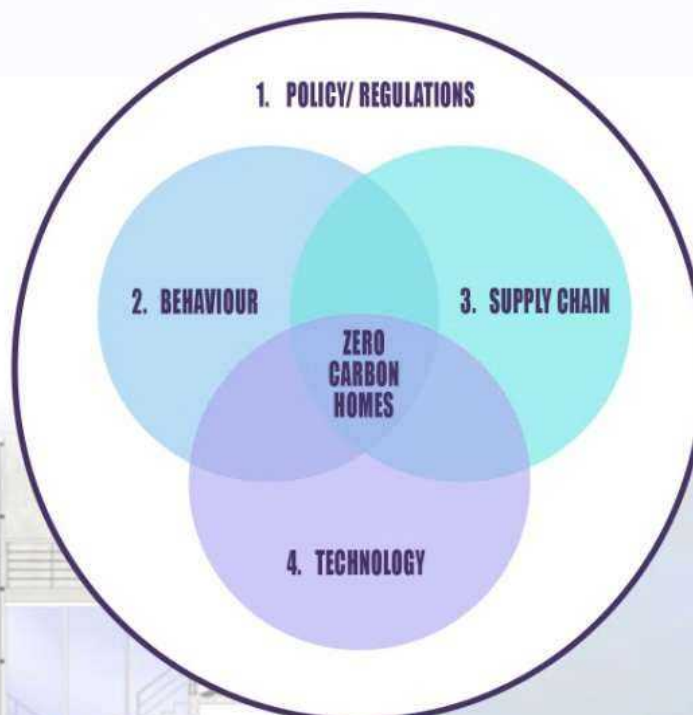 1. POLICY/ REGULATIONS
2. BEHAVIOUR
3. SUPPLY CHAIN
ZERO
CARBON
HOMES
4. TECHNOLOGY